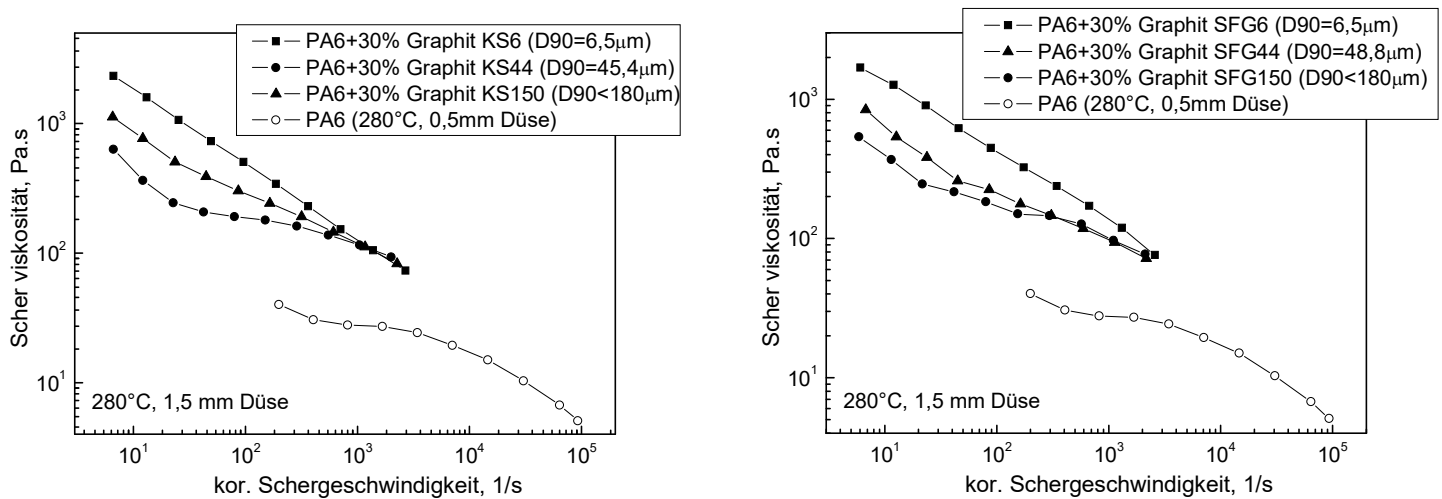 PA6+30% Graphit KS6 (D90=6,5μm)
PA6+30% Graphit KS44 (D90=45,4μm)
PA6+30% Graphit KS150 (D90<180μm)
PA6 (280°C, 0,5mm Düse)
10³
10²
10¹
Scher viskosität, Pa.s
280°C, 1,5 mm Düse
10¹ 10² 10³ 10⁴ 10⁵
kor. Schergeschwindigkeit, 1/s
PA6+30% Graphit SFG6 (D90=6,5μm)
PA6+30% Graphit SFG44 (D90=48,8μm)
PA6+30% Graphit SFG150 (D90<180μm)
PA6 (280°C, 0,5mm Düse)
10³
10²
10¹
Scher viskosität, Pa.s
280°C, 1,5 mm Düse
10¹ 10² 10³ 10⁴ 10⁵
kor. Schergeschwindigkeit, 1/s